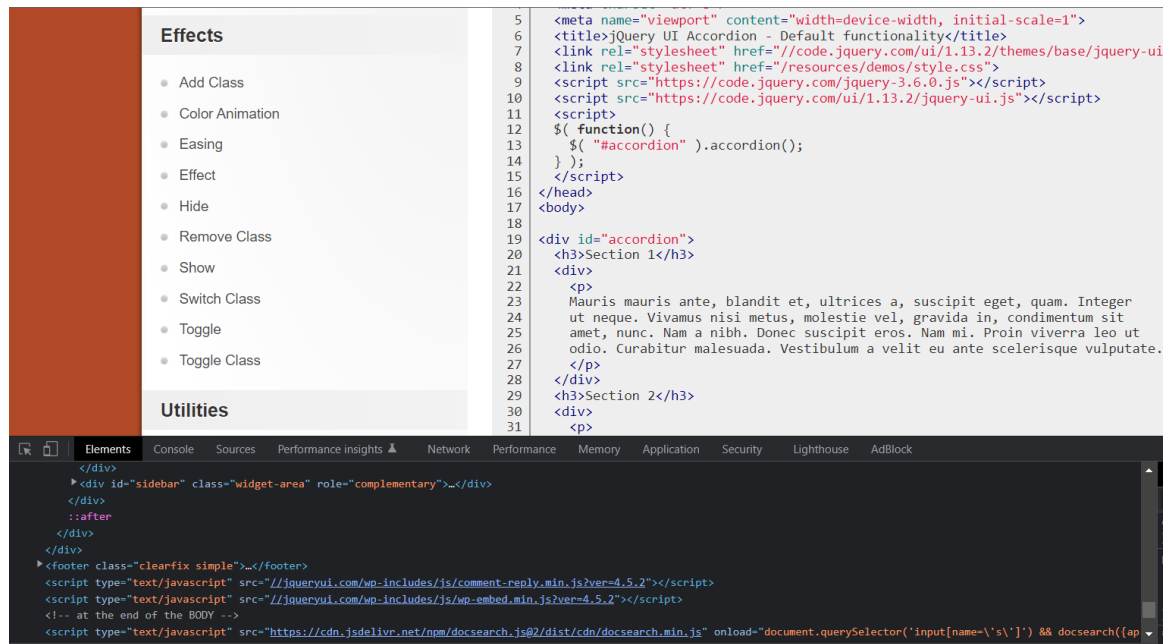 Effects
Add Class
Color Animation
Easing
Effect
Hide
Remove Class
Show
Switch Class
Toggle
Toggle Class
Utilities
5 <meta name="viewport" content="width=device-width, initial-scale=1">
6 <title>jQuery UI Accordion - Default functionality</title>
7 <link rel="stylesheet" href="//code.jquery.com/ui/1.13.2/themes/base/jquery-ui
8 <link rel="stylesheet" href="/resources/demos/style.css">
9 <script src="https://code.jquery.com/jquery-3.6.0.js"></script>
10 <script src="https://code.jquery.com/ui/1.13.2/jquery-ui.js"></script>
11 <script>
12 $( function() {
13 $( "#accordion" ).accordion();
14 } );
15 </script>
16 </head>
17 <body>
18
19 <div id="accordion">
20 <h3>Section 1</h3>
21 <div>
22 <p>
23 Mauris mauris ante, blandit et, ultrices a, suscipit eget, quam. Integer
24 ut neque. Vivamus nisi metus, molestie vel, gravida in, condimentum sit
25 amet, nunc. Nam a nibh. Donec suscipit eros. Nam mi. Proin viverra leo ut
26 odio. Curabitur malesuada. Vestibulum a velit eu ante scelerisque vulputate.
27 </p>
28 </div>
29 <h3>Section 2</h3>
30 <div>
31 <p>
Elements Console Sources Performance insights Network Performance Memory Application Security Lighthouse AdBlock
</div>
<div id="sidebar" class="widget-area" role="complementary">…</div>
</div>
::after
</div>
</div>
<footer class="clearfix simple">…</footer>
<script type="text/javascript" src="//jqueryui.com/wp-includes/js/comment-reply.min.js?ver=4.5.2"></script>
<script type="text/javascript" src="//jqueryui.com/wp-includes/js/wp-embed.min.js?ver=4.5.2"></script>
<!-- at the end of the BODY -->
<script type="text/javascript" src="https://cdn.jsdelivr.net/npm/docsearch.js@2/dist/cdn/docsearch.min.js" onload="document.querySelector('input[name=\'s\']') && docsearch({ap